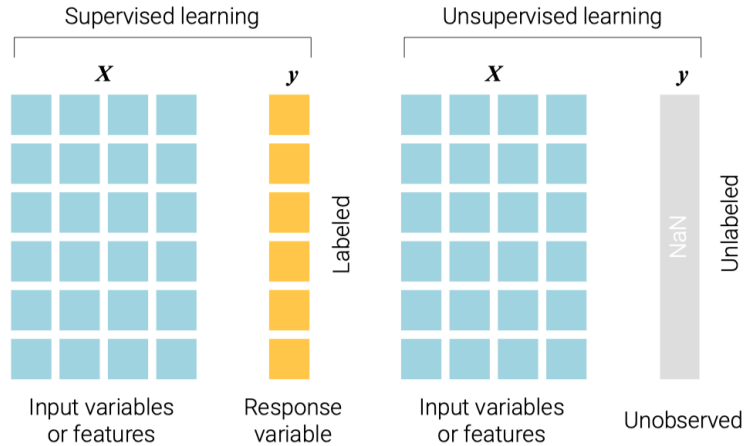 Supervised learning
X
y
Labeled
Input variables
or features
Response
variable
Unsupervised learning
X
y
NaN
Unlabeled
Input variables
or features
Unobserved